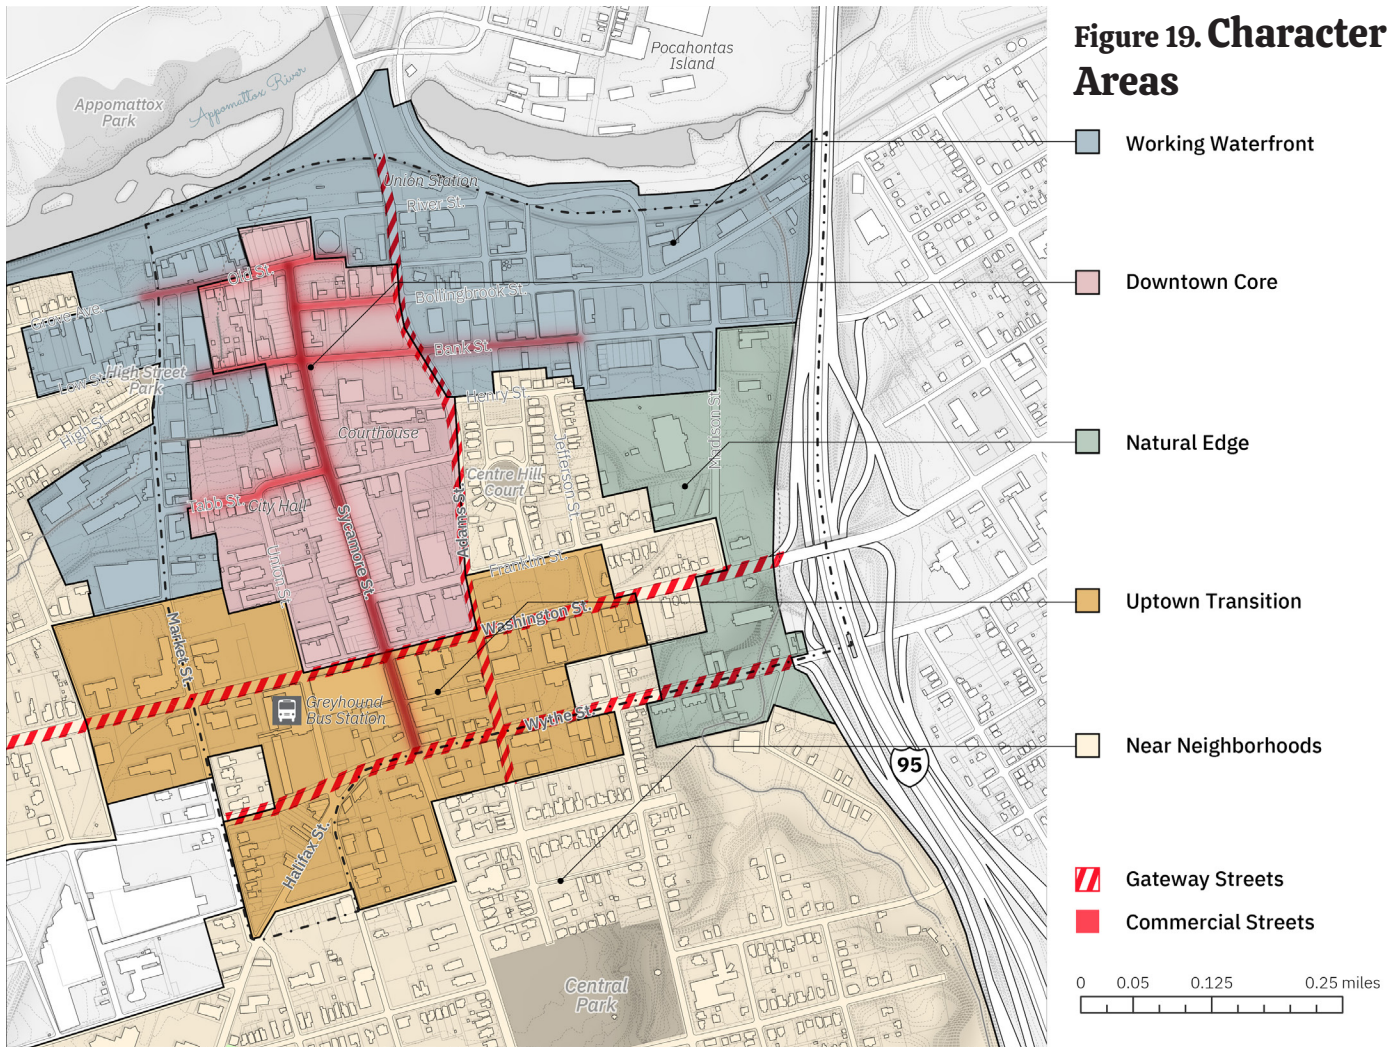 Figure 19. Character
Areas
Working Waterfront
Downtown Core
Natural Edge
Uptown Transition
Near Neighborhoods
Gateway Streets
Commercial Streets
0 0.05 0.125 0.25 miles
Pocahontas
Island
Appomattox
Park
Appomattox River
Union Station
River St.
Old St.
Bollingbrook St.
Grove Ave.
Bank St.
Low St.
High Street
Park
Henry St.
High St.
Courthouse
Madison St.
Jefferson St.
Centre Hill
Court
Tabb St.
City Hall
Sycamore St.
Adams St.
Union St.
Franklin St.
Washington St.
Market St.
Greyhound
Bus Station
Wythe St.
95
Halifax St.
Central
Park